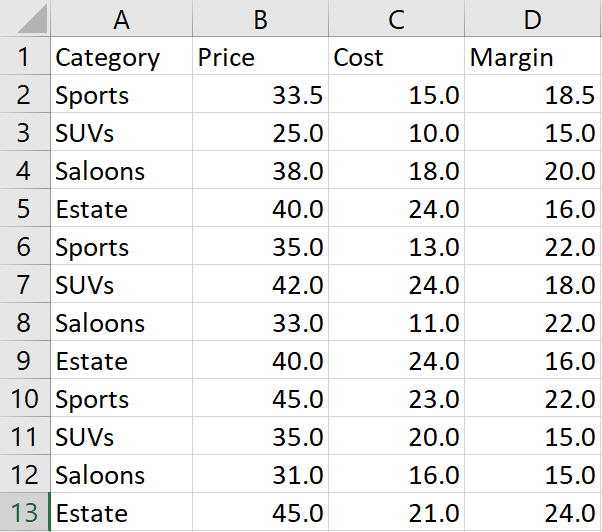 A B C D
1 Category Price Cost Margin
2 Sports 33.5 15.0 18.5
3 SUVs 25.0 10.0 15.0
4 Saloons 38.0 18.0 20.0
5 Estate 40.0 24.0 16.0
6 Sports 35.0 13.0 22.0
7 SUVs 42.0 24.0 18.0
8 Saloons 33.0 11.0 22.0
9 Estate 40.0 24.0 16.0
10 Sports 45.0 23.0 22.0
11 SUVs 35.0 20.0 15.0
12 Saloons 31.0 16.0 15.0
13 Estate 45.0 21.0 24.0